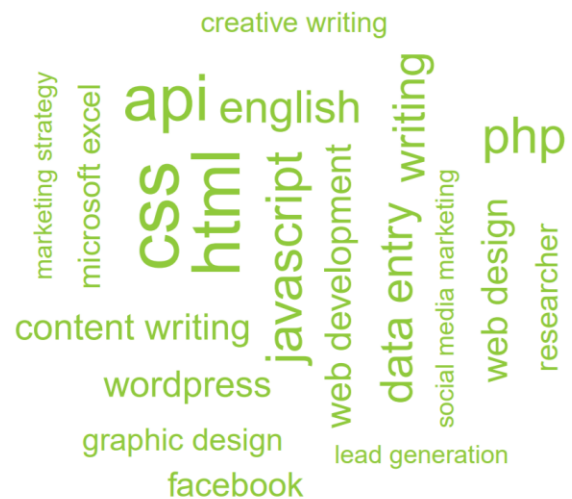 creative writing
marketing strategy
microsoft excel
api
english
writing
php
css
html
javascript
web development
data entry
social media marketing
web design
researcher
content writing
wordpress
graphic design
lead generation
facebook